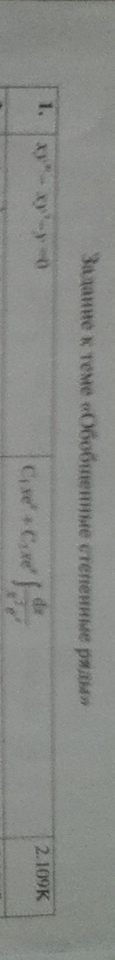 Задание к теме «Обобщенные степенные ряды»
1. xy'' − xy' − y = 0 C₁xeˣ + C₂xeˣ ∫ dx/(x²eˣ) 2.109К